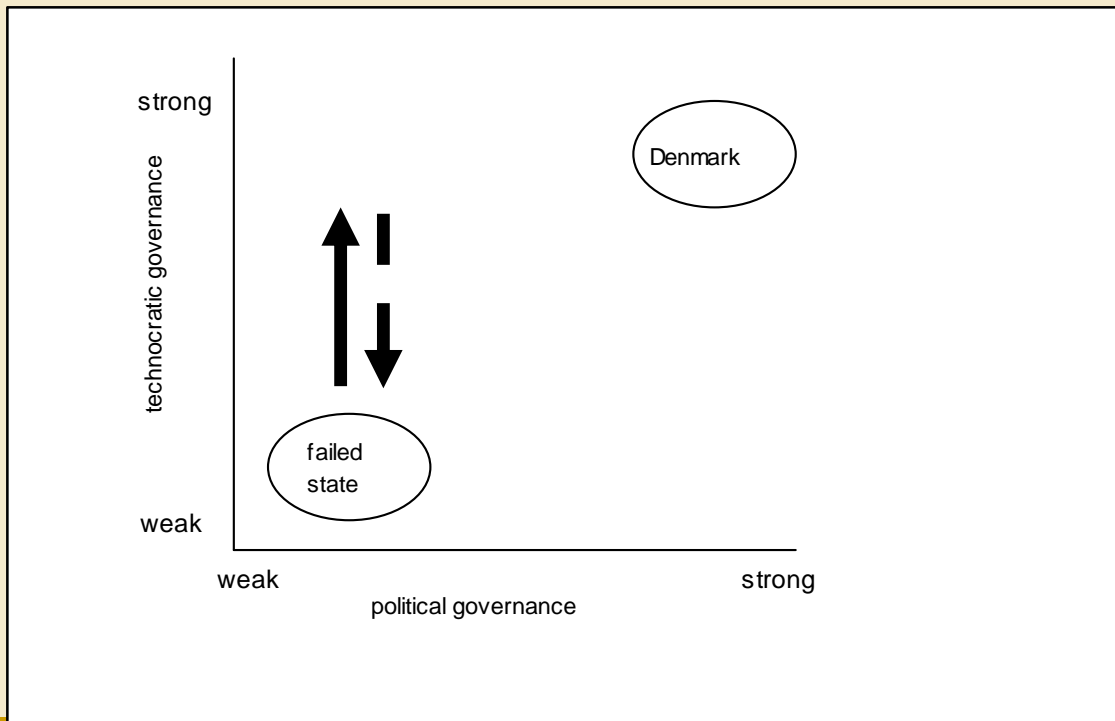 strong
technocratic governance
Denmark
failed
state
weak
weak
strong
political governance